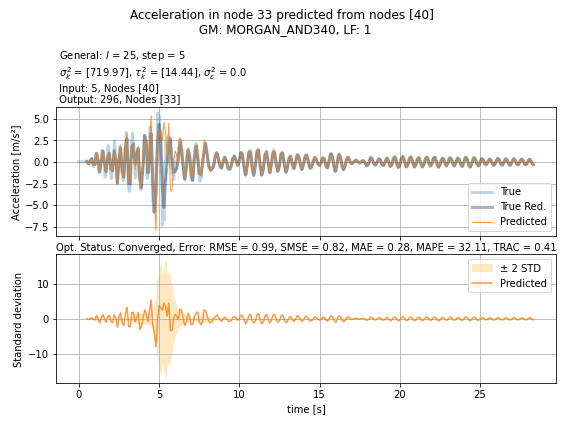 Acceleration in node 33 predicted from nodes [40]
GM: MORGAN_AND340, LF: 1
General: l = 25, step = 5
σ²ₖ = [719.97], τ²ₖ = [14.44], σ²ε = 0.0
Input: 5, Nodes [40]
Output: 296, Nodes [33]
Acceleration [m/s²]
5.0
2.5
0.0
−2.5
−5.0
−7.5
True
True Red.
Predicted
Opt. Status: Converged, Error: RMSE = 0.99, SMSE = 0.82, MAE = 0.28, MAPE = 32.11, TRAC = 0.41
Standard deviation
10
0
−10
± 2 STD
Predicted
0 5 10 15 20 25
time [s]